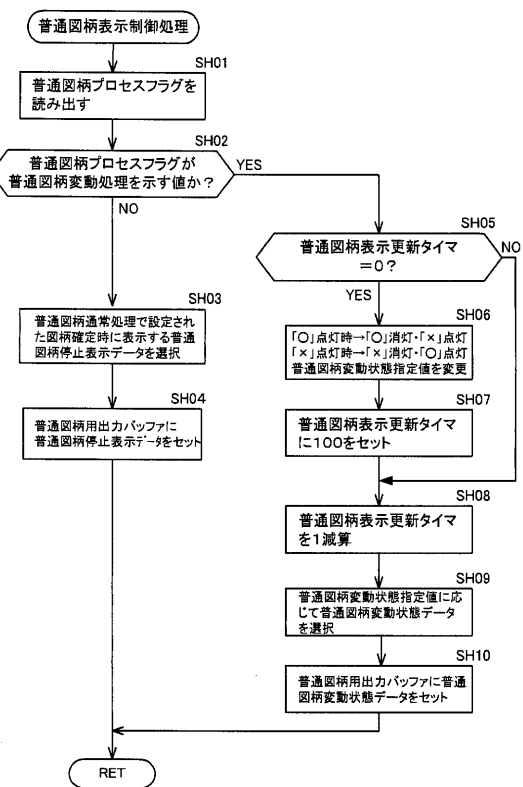 普通図柄表示制御処理
SH01
普通図柄プロセスフラグを
読み出す
SH02
普通図柄プロセスフラグが
普通図柄変動処理を示す値か？
YES
NO
SH03
普通図柄通常処理で設定され
た図柄確定時に表示する普通
図柄停止表示データを選択
SH04
普通図柄用出力バッファに
普通図柄停止表示データをセット
SH05
普通図柄表示更新タイマ
＝０？
NO
YES
SH06
「○」点灯時→「○」消灯・「×」点灯
「×」点灯時→「×」消灯・「○」点灯
普通図柄変動状態指定値を変更
SH07
普通図柄表示更新タイマ
に１００をセット
SH08
普通図柄表示更新タイマ
を１減算
SH09
普通図柄変動状態指定値に応
じて普通図柄変動状態データ
を選択
SH10
普通図柄用出力バッファに普通
図柄変動状態データをセット
RET